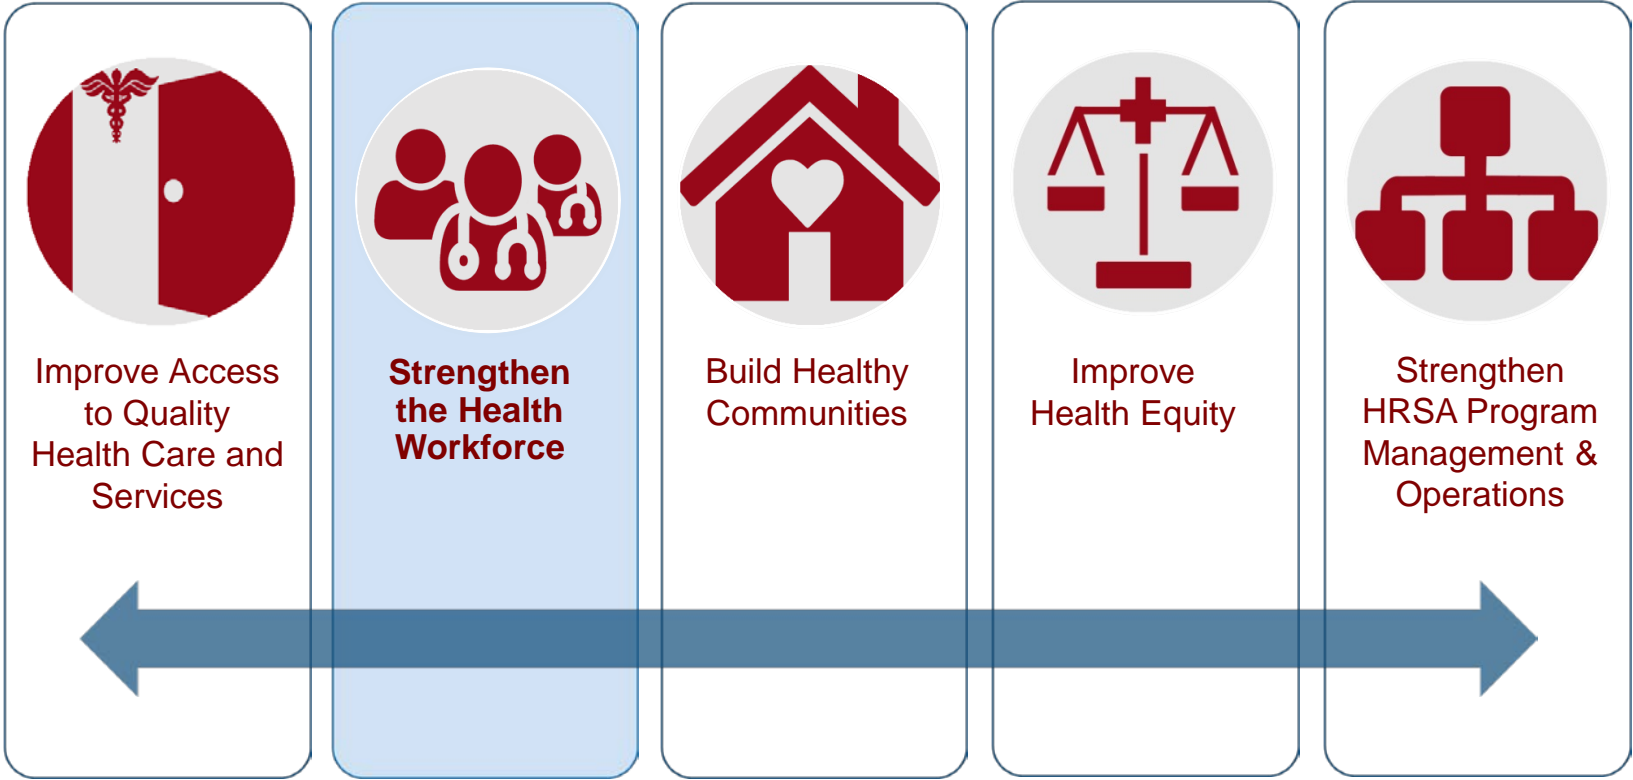 Improve Access
to Quality
Health Care and
Services
Strengthen
the Health
Workforce
Build Healthy
Communities
Improve
Health Equity
Strengthen
HRSA Program
Management &
Operations